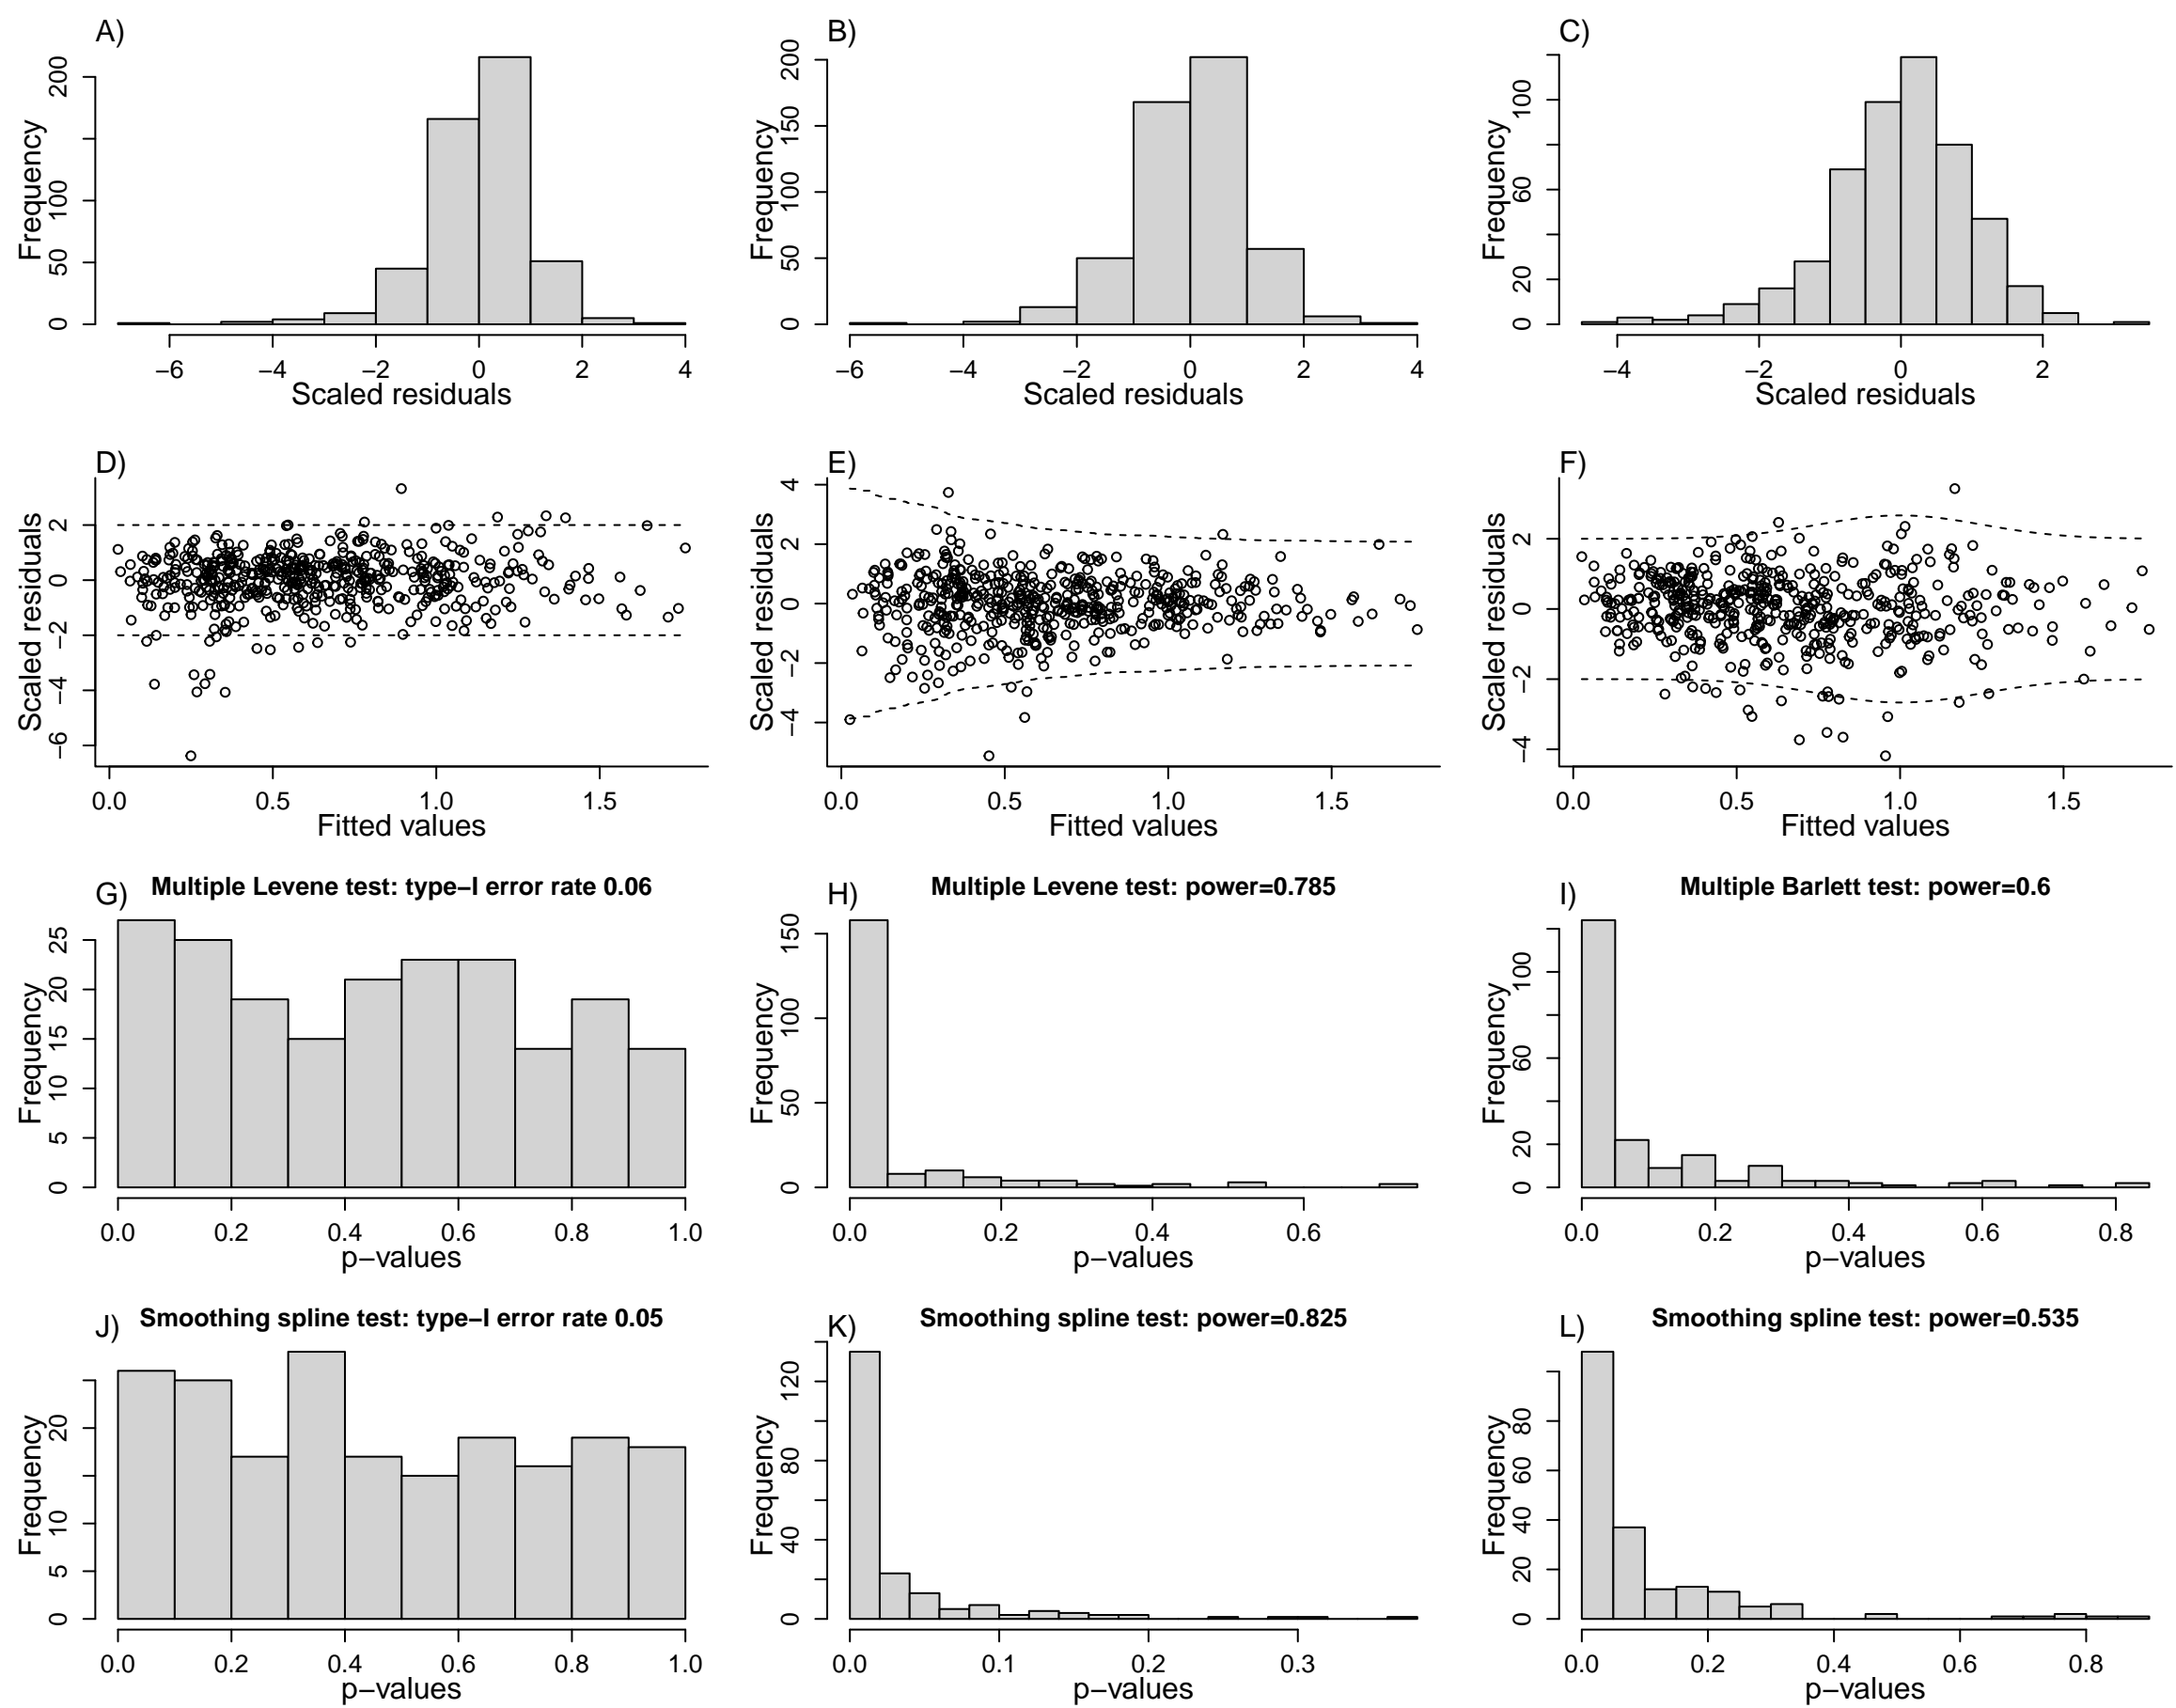 A)
Frequency
0 50 100 200
−6 −4 −2 0 2 4
Scaled residuals
B)
Frequency
0 50 100 150 200
−6 −4 −2 0 2 4
Scaled residuals
C)
Frequency
0 20 60 100
−4 −2 0 2
Scaled residuals
D)
Scaled residuals
−6 −4 −2 0 2
0.0 0.5 1.0 1.5
Fitted values
E)
Scaled residuals
−4 −2 0 2 4
0.0 0.5 1.0 1.5
Fitted values
F)
Scaled residuals
−4 −2 0 2
0.0 0.5 1.0 1.5
Fitted values
G) Multiple Levene test: type−I error rate 0.06
Frequency
0 5 10 15 20 25
0.0 0.2 0.4 0.6 0.8 1.0
p−values
H) Multiple Levene test: power=0.785
Frequency
0 50 100 150
0.0 0.2 0.4 0.6
p−values
I) Multiple Barlett test: power=0.6
Frequency
0 20 60 100
0.0 0.2 0.4 0.6 0.8
p−values
J) Smoothing spline test: type−I error rate 0.05
Frequency
0 5 10 20
0.0 0.2 0.4 0.6 0.8 1.0
p−values
K) Smoothing spline test: power=0.825
Frequency
0 40 80 120
0.0 0.1 0.2 0.3
p−values
L) Smoothing spline test: power=0.535
Frequency
0 20 40 60 80
0.0 0.2 0.4 0.6 0.8
p−values